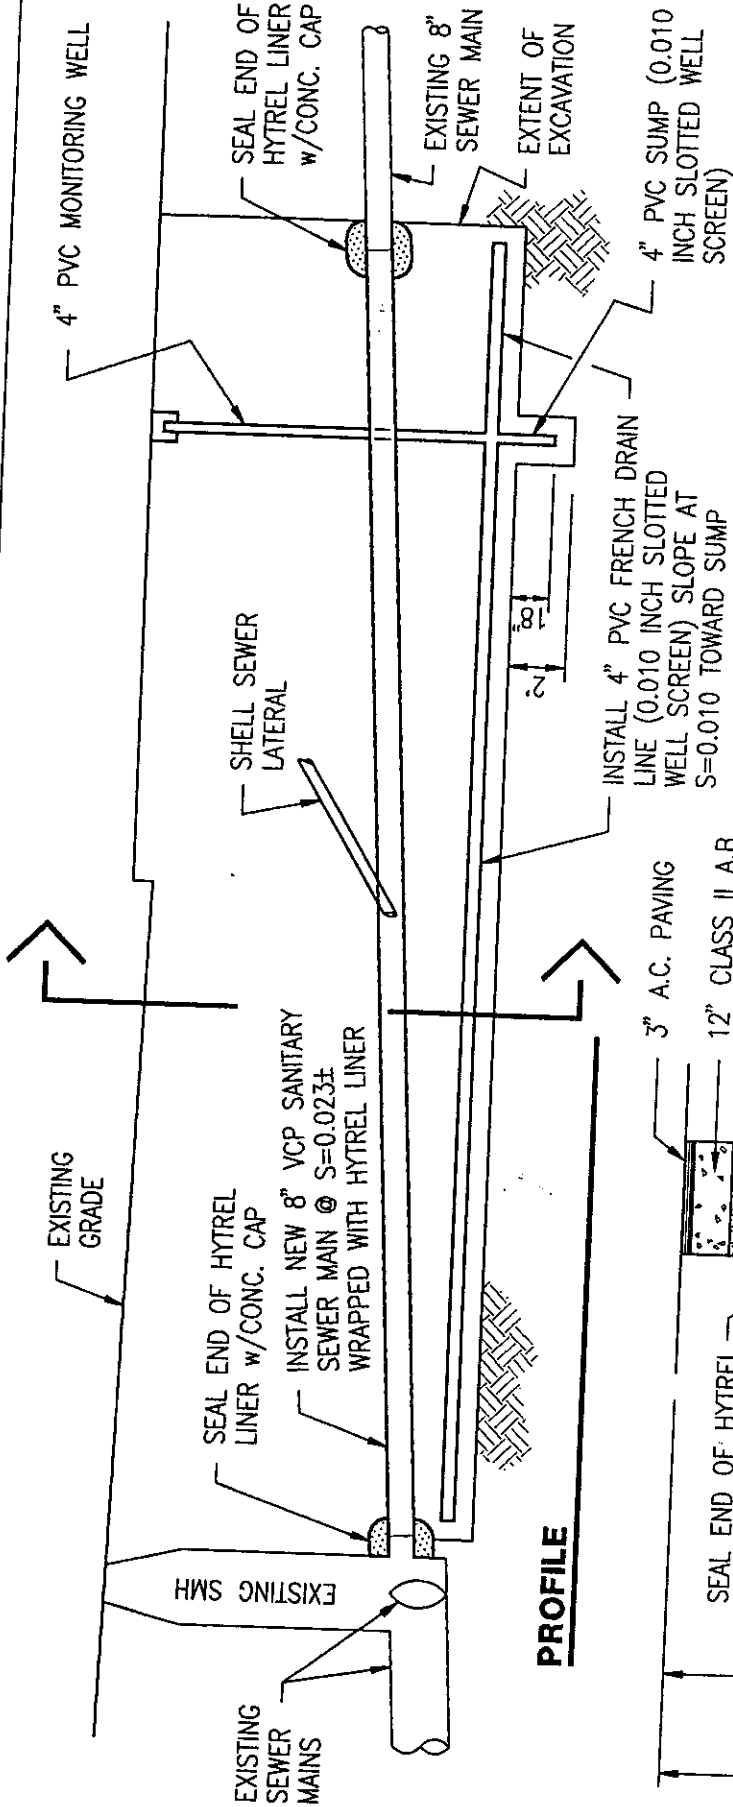 4" PVC MONITORING WELL
SEAL END OF
HYTREL LINER
w/CONC. CAP
EXISTING 8"
SEWER MAIN
EXTENT OF
EXCAVATION
4" PVC SUMP (0.010
INCH SLOTTED WELL
SCREEN)
SHELL SEWER
LATERAL
18"
2'
INSTALL 4" PVC FRENCH DRAIN
LINE (0.010 INCH SLOTTED
WELL SCREEN) SLOPE AT
S=0.010 TOWARD SUMP
EXISTING
GRADE
SEAL END OF HYTREL
LINER w/CONC. CAP
INSTALL NEW 8" VCP SANITARY
SEWER MAIN @ S=0.023±
WRAPPED WITH HYTREL LINER
EXISTING SMH
EXISTING
SEWER
MAINS
PROFILE
3" A.C. PAVING
12" CLASS II A.B
SEAL END OF HYTREL